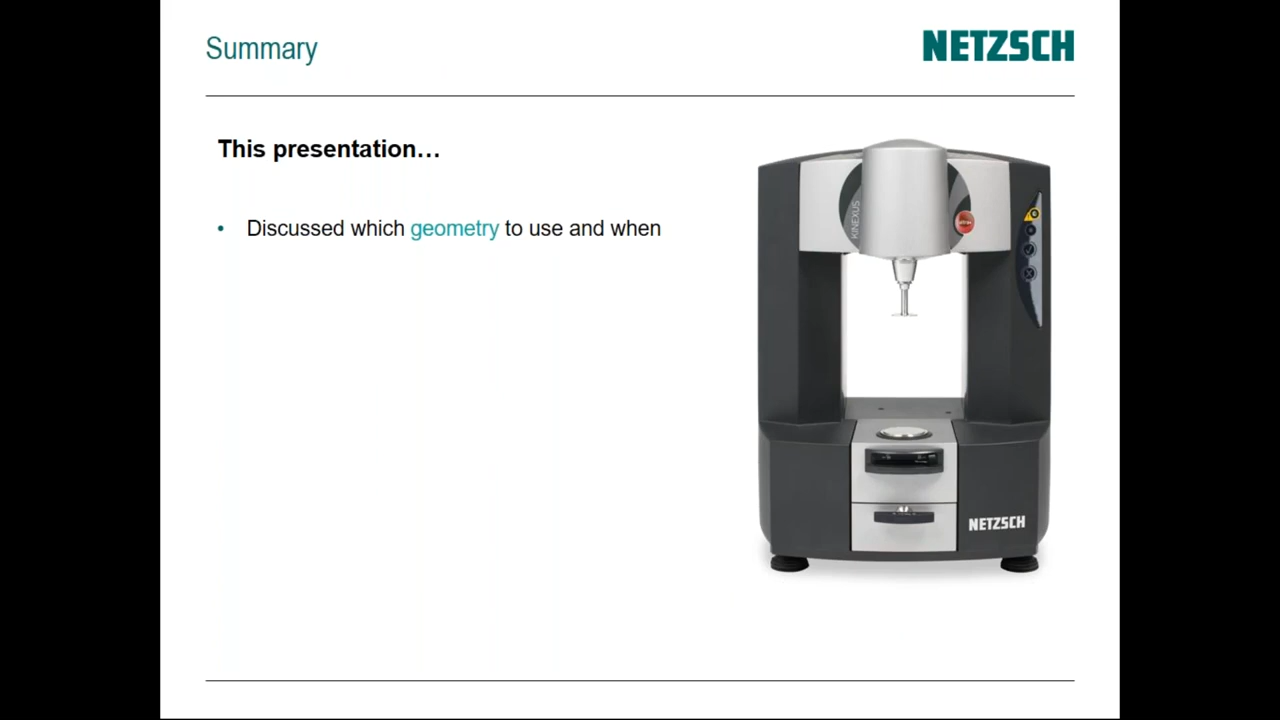 Summary
NETZSCH
This presentation…
• Discussed which geometry to use and when
KINEXUS
NETZSCH